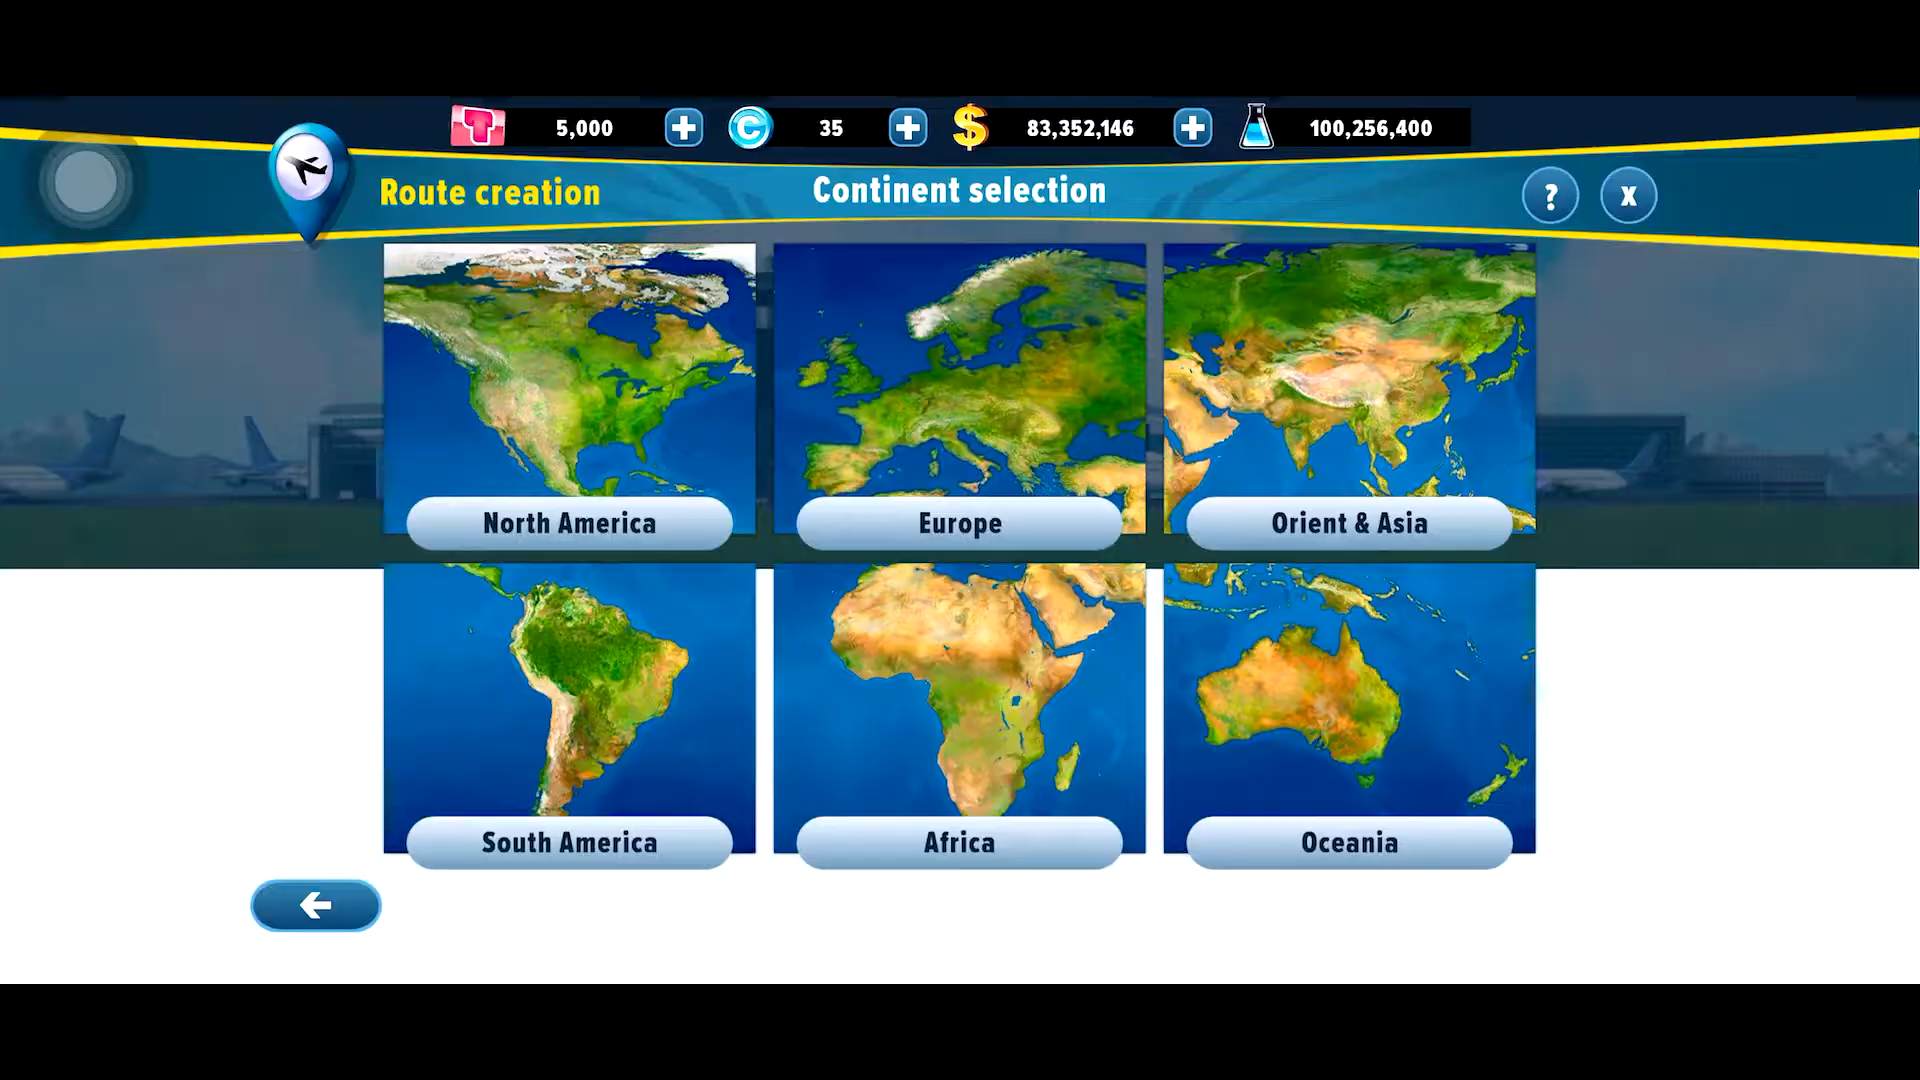 5,000
35
83,352,146
100,256,400
Route creation
Continent selection
?
X
North America
Europe
Orient & Asia
South America
Africa
Oceania